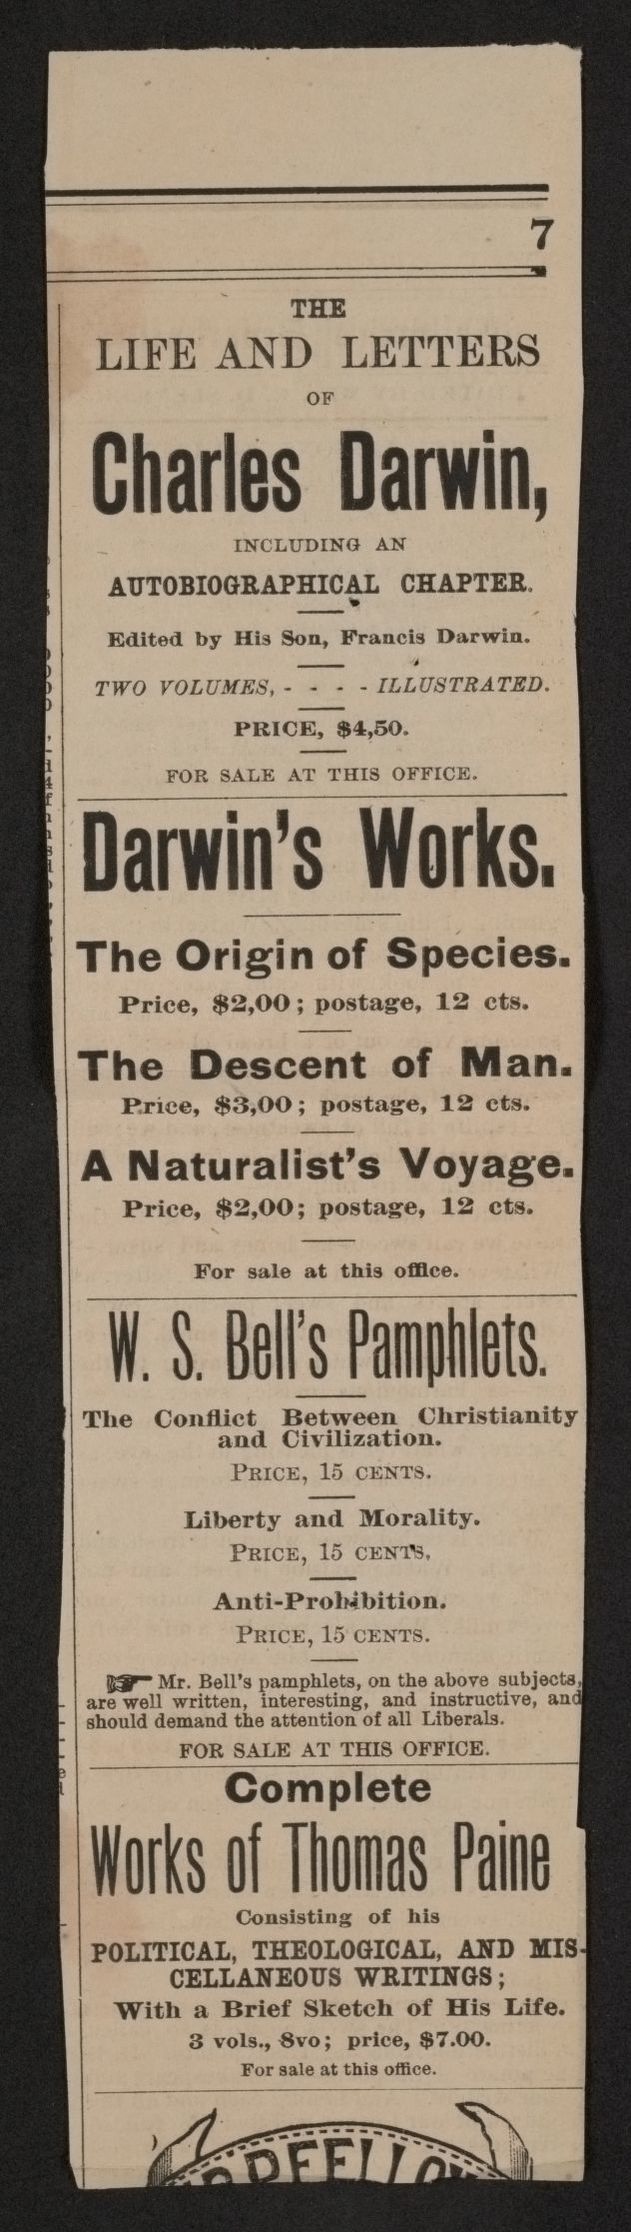 7
THE
LIFE AND LETTERS
OF
Charles Darwin,
INCLUDING AN
AUTOBIOGRAPHICAL CHAPTER.
Edited by His Son, Francis Darwin.
TWO VOLUMES, - - - - ILLUSTRATED.
PRICE, $4,50.
FOR SALE AT THIS OFFICE.
Darwin's Works.
The Origin of Species.
Price, $2,00; postage, 12 cts.
The Descent of Man.
Price, $3,00; postage, 12 cts.
A Naturalist's Voyage.
Price, $2,00; postage, 12 cts.
For sale at this office.
W. S. Bell's Pamphlets.
The Conflict Between Christianity
and Civilization.
PRICE, 15 CENTS.
Liberty and Morality.
PRICE, 15 CENTS,
Anti-Prohibition.
PRICE, 15 CENTS.
☞ Mr. Bell's pamphlets, on the above subjects,
are well written, interesting, and instructive, and
should demand the attention of all Liberals.
FOR SALE AT THIS OFFICE.
Complete
Works of Thomas Paine
Consisting of his
POLITICAL, THEOLOGICAL, AND MIS-
CELLANEOUS WRITINGS;
With a Brief Sketch of His Life.
3 vols., 8vo; price, $7.00.
For sale at this office.